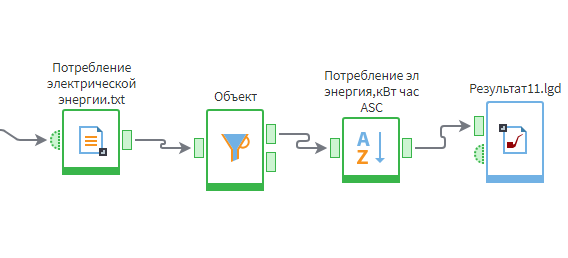 Потребление
электрической
энергии.txt
Объект
Потребление эл
энергия,кВт час
ASC
Результат11.lgd
A
Z